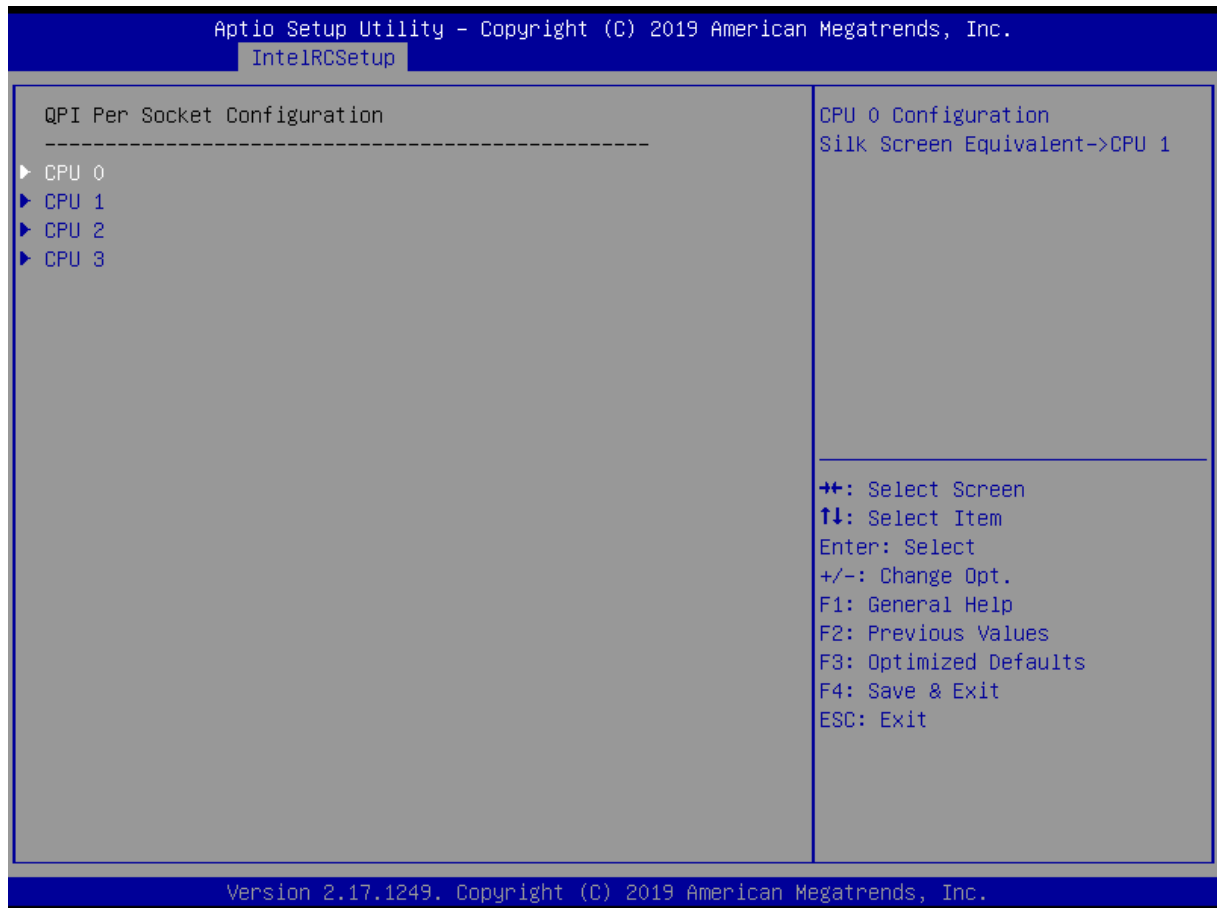 Aptio Setup Utility – Copyright (C) 2019 American Megatrends, Inc.
IntelRCSetup
QPI Per Socket Configuration
--------------------------------------------------
▶ CPU 0
▶ CPU 1
▶ CPU 2
▶ CPU 3
CPU 0 Configuration
Silk Screen Equivalent->CPU 1
→←: Select Screen
↑↓: Select Item
Enter: Select
+/-: Change Opt.
F1: General Help
F2: Previous Values
F3: Optimized Defaults
F4: Save & Exit
ESC: Exit
Version 2.17.1249. Copyright (C) 2019 American Megatrends, Inc.